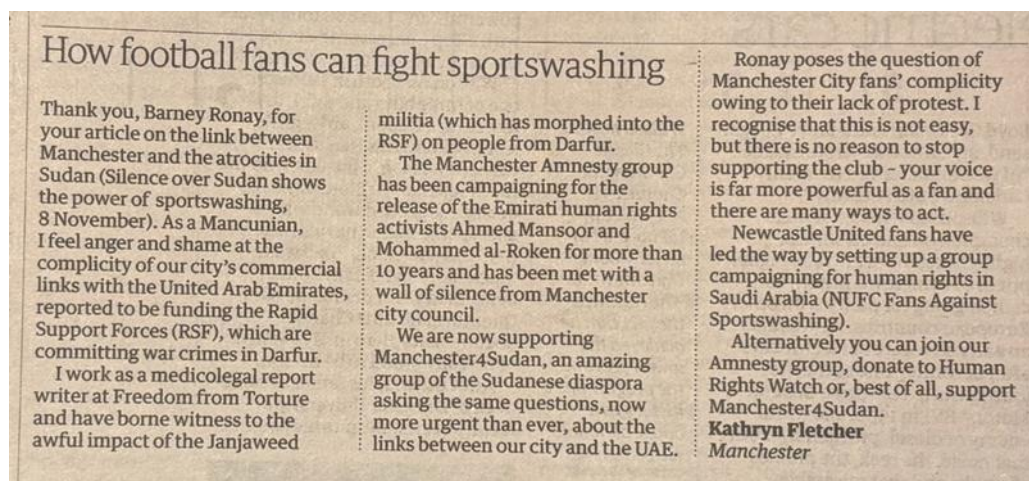 How football fans can fight sportswashing
Thank you, Barney Ronay, for
your article on the link between
Manchester and the atrocities in
Sudan (Silence over Sudan shows
the power of sportswashing,
8 November). As a Mancunian,
I feel anger and shame at the
complicity of our city's commercial
links with the United Arab Emirates,
reported to be funding the Rapid
Support Forces (RSF), which are
committing war crimes in Darfur.
I work as a medicolegal report
writer at Freedom from Torture
and have borne witness to the
awful impact of the Janjaweed
militia (which has morphed into the
RSF) on people from Darfur.
The Manchester Amnesty group
has been campaigning for the
release of the Emirati human rights
activists Ahmed Mansoor and
Mohammed al-Roken for more than
10 years and has been met with a
wall of silence from Manchester
city council.
We are now supporting
Manchester4Sudan, an amazing
group of the Sudanese diaspora
asking the same questions, now
more urgent than ever, about the
links between our city and the UAE.
Ronay poses the question of
Manchester City fans' complicity
owing to their lack of protest. I
recognise that this is not easy,
but there is no reason to stop
supporting the club – your voice
is far more powerful as a fan and
there are many ways to act.
Newcastle United fans have
led the way by setting up a group
campaigning for human rights in
Saudi Arabia (NUFC Fans Against
Sportswashing).
Alternatively you can join our
Amnesty group, donate to Human
Rights Watch or, best of all, support
Manchester4Sudan.
Kathryn Fletcher
Manchester